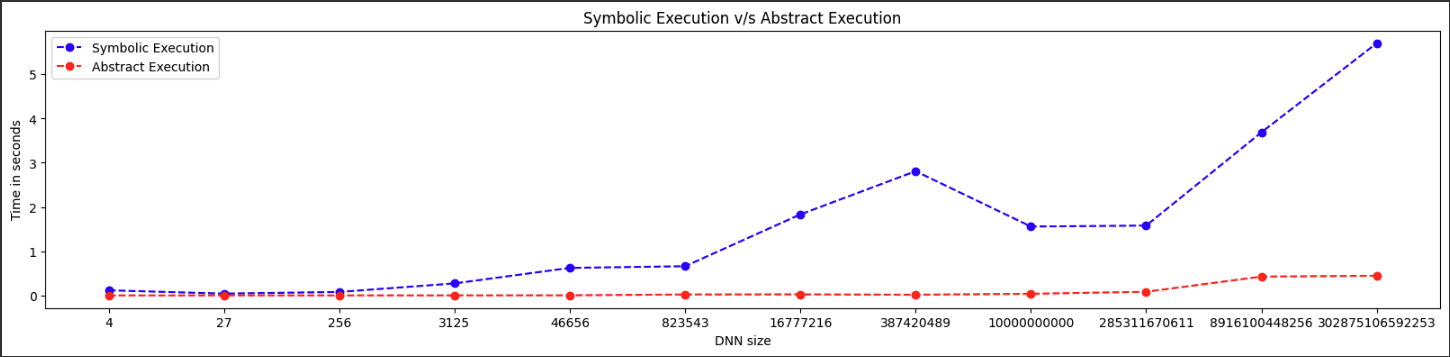 Symbolic Execution v/s Abstract Execution
Symbolic Execution
Abstract Execution
Time in seconds
5
4
3
2
1
0
4 27 256 3125 46656 823543 16777216 387420489 10000000000 285311670611 8916100448256 302875106592253
DNN size